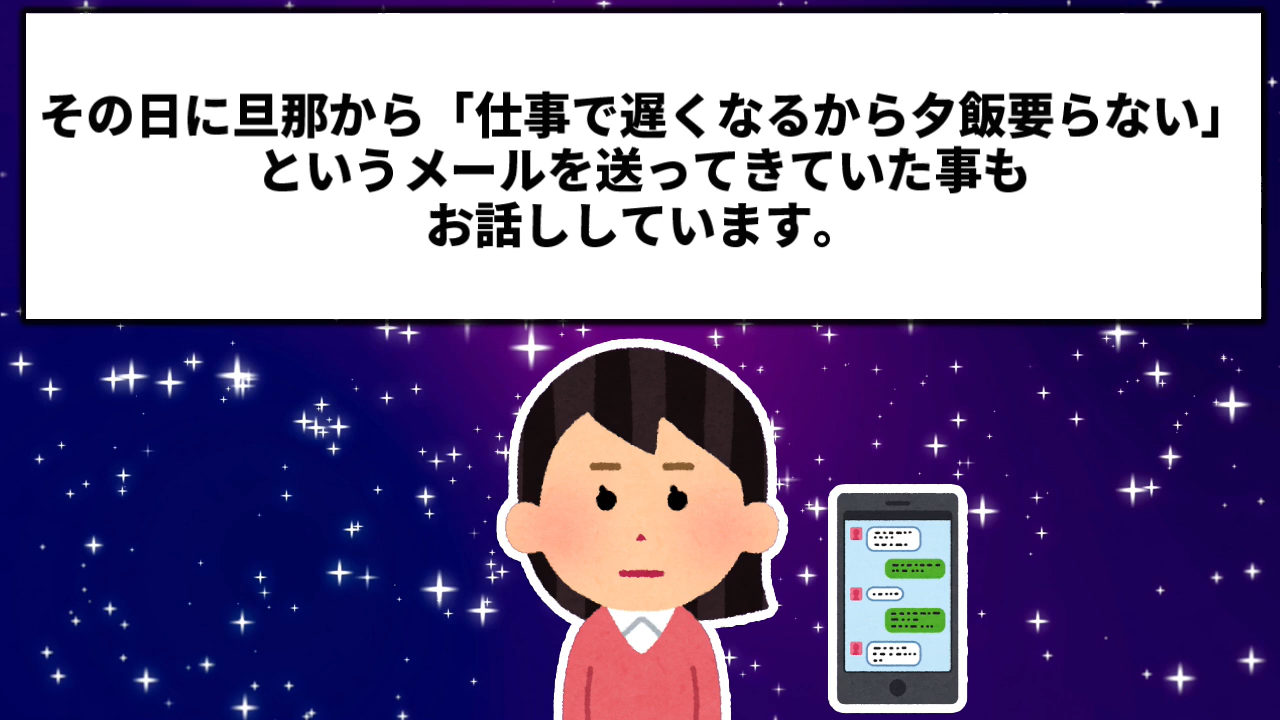 その日に旦那から「仕事で遅くなるから夕飯要らない」
というメールを送ってきていた事も
お話ししています。